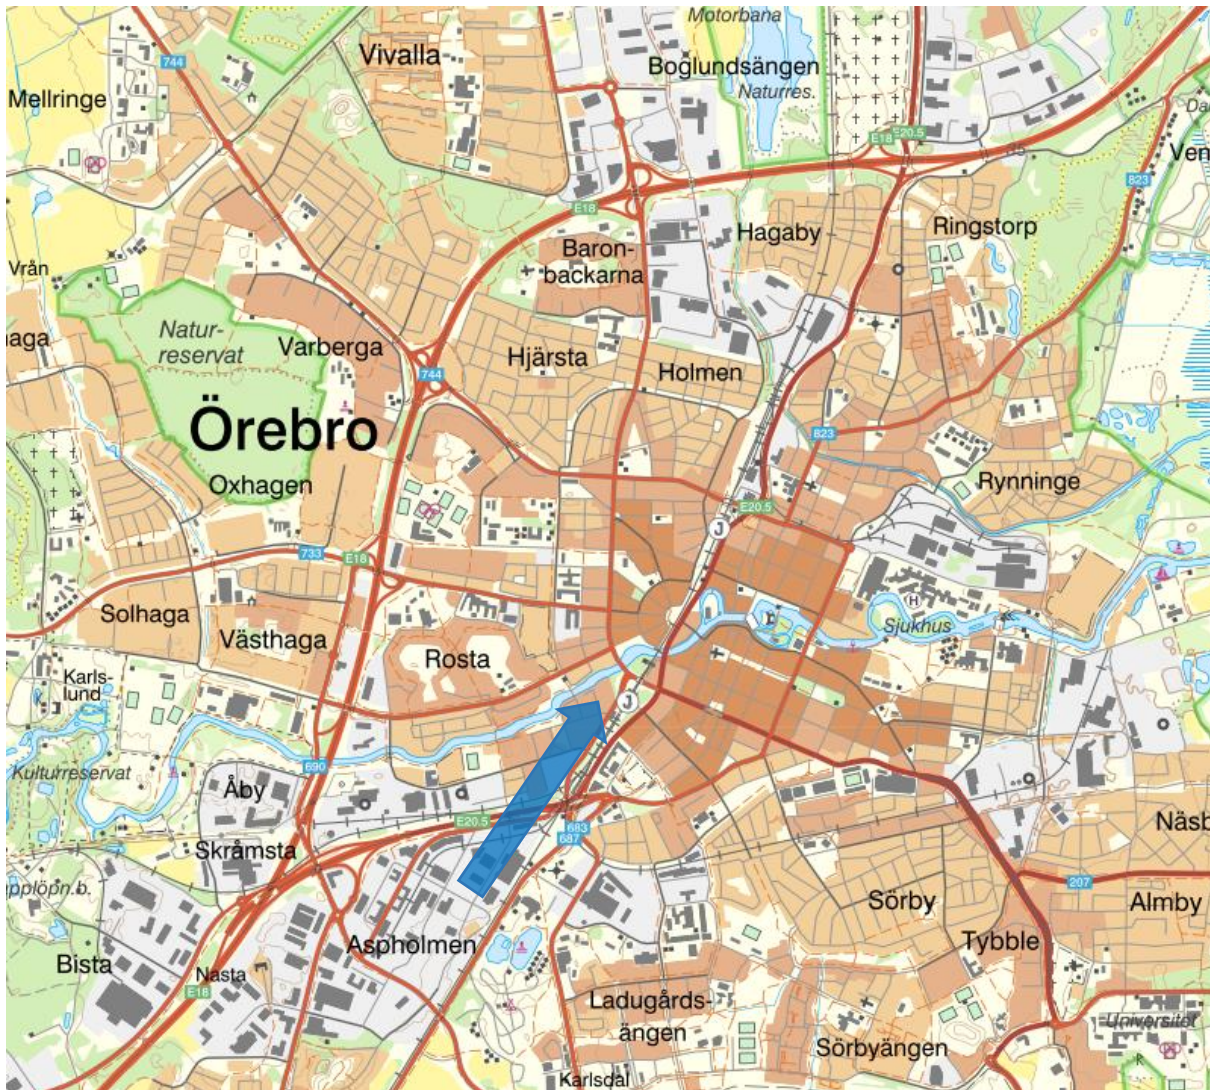 Motorbana
Vivalla
744
Boglundsängen
Naturres.
Mellringe
E18
E20.5
823
E18
Hagaby
Ringstorp
Baron-
backarna
Vrån
Natur-
reservat
Varberga
Hjärsta
Holmen
744
Örebro
823
Oxhagen
Rynninge
E20.5
J
733
E18
H
Solhaga
Västhaga
Sjukhus
Rosta
Karls-
lund
J
Kulturreservat
690
Åby
E20.5
683
687
Skråmsta
207
Sörby
Almby
Aspholmen
Tybble
Bista
Nasta
E18
Ladugårds-
ängen
Universitet
Sörbyängen
Karlsdal